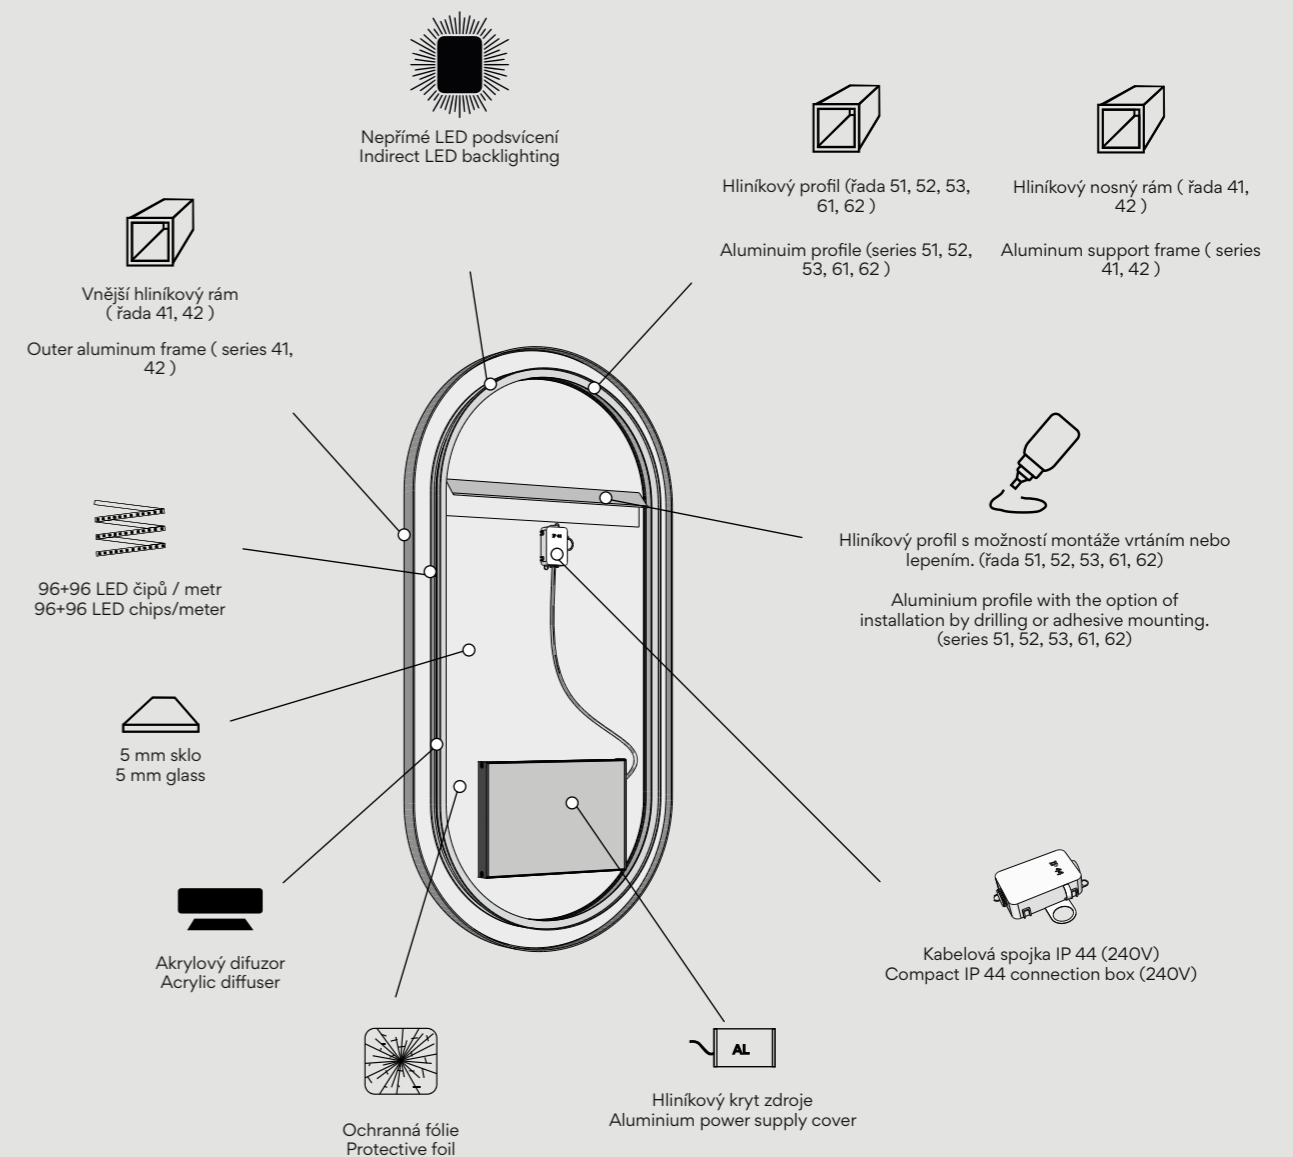 Nepřímé LED podsvícení
Indirect LED backlighting
Hliníkový profil (řada 51, 52, 53,
61, 62 )
Aluminuim profile (series 51, 52,
53, 61, 62 )
Hliníkový nosný rám ( řada 41,
42 )
Aluminum support frame ( series
41, 42 )
Vnější hliníkový rám
( řada 41, 42 )
Outer aluminum frame ( series 41,
42 )
96+96 LED čipů / metr
96+96 LED chips/meter
Hliníkový profil s možností montáže vrtáním nebo
lepením. (řada 51, 52, 53, 61, 62)
Aluminium profile with the option of
installation by drilling or adhesive mounting.
(series 51, 52, 53, 61, 62)
5 mm sklo
5 mm glass
IP 44
IP 44
Kabelová spojka IP 44 (240V)
Compact IP 44 connection box (240V)
Akrylový difuzor
Acrylic diffuser
AL
Hliníkový kryt zdroje
Aluminium power supply cover
Ochranná fólie
Protective foil